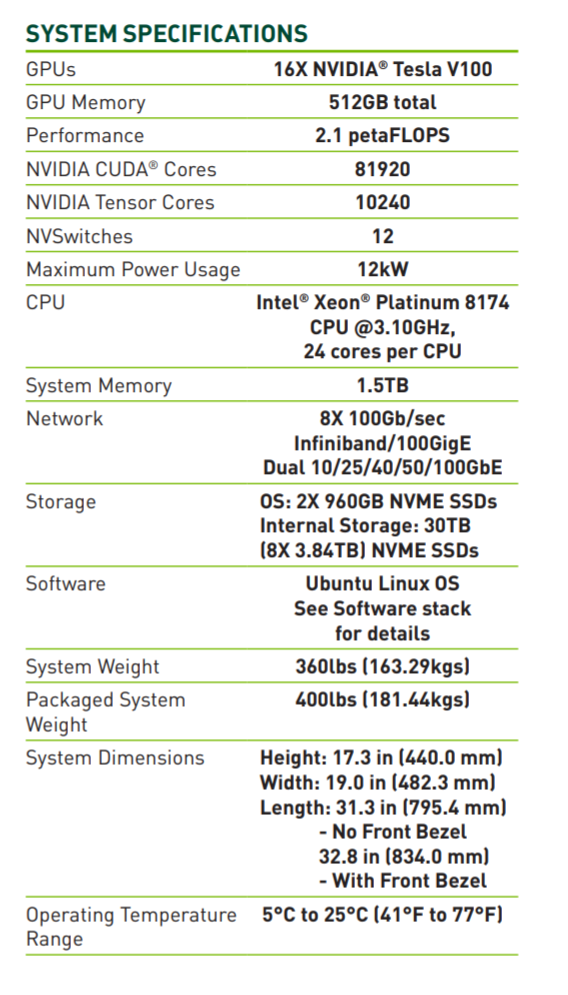 SYSTEM SPECIFICATIONS
GPUs 16X NVIDIA® Tesla V100
GPU Memory 512GB total
Performance 2.1 petaFLOPS
NVIDIA CUDA® Cores 81920
NVIDIA Tensor Cores 10240
NVSwitches 12
Maximum Power Usage 12kW
CPU Intel® Xeon® Platinum 8174
CPU @3.10GHz,
24 cores per CPU
System Memory 1.5TB
Network 8X 100Gb/sec
Infiniband/100GigE
Dual 10/25/40/50/100GbE
Storage OS: 2X 960GB NVME SSDs
Internal Storage: 30TB
(8X 3.84TB) NVME SSDs
Software Ubuntu Linux OS
See Software stack
for details
System Weight 360lbs (163.29kgs)
Packaged System 400lbs (181.44kgs)
Weight
System Dimensions Height: 17.3 in (440.0 mm)
Width: 19.0 in (482.3 mm)
Length: 31.3 in (795.4 mm)
- No Front Bezel
32.8 in (834.0 mm)
- With Front Bezel
Operating Temperature 5°C to 25°C (41°F to 77°F)
Range